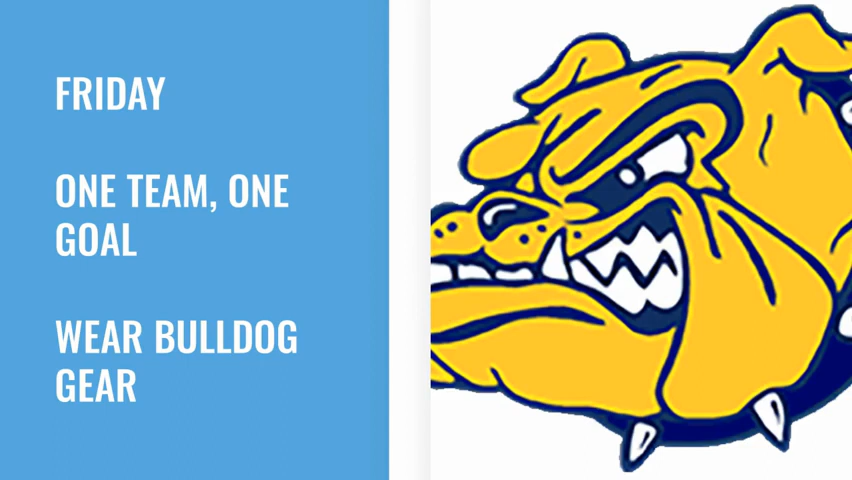 FRIDAY
ONE TEAM, ONE
GOAL
WEAR BULLDOG
GEAR